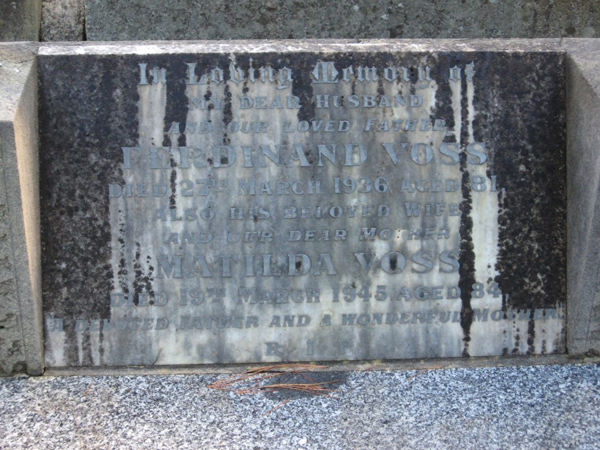 In Loving Memory of
MY DEAR HUSBAND
AND OUR LOVED FATHER
FERDINAND VOSS
DIED 27TH MARCH 1936, AGED 81.
ALSO HIS BELOVED WIFE
AND OUR DEAR MOTHER
MATILDA VOSS
DIED 19TH MARCH 1945, AGED
A DEVOTED FATHER AND A WONDERFUL MOTHER.
R. I. P.